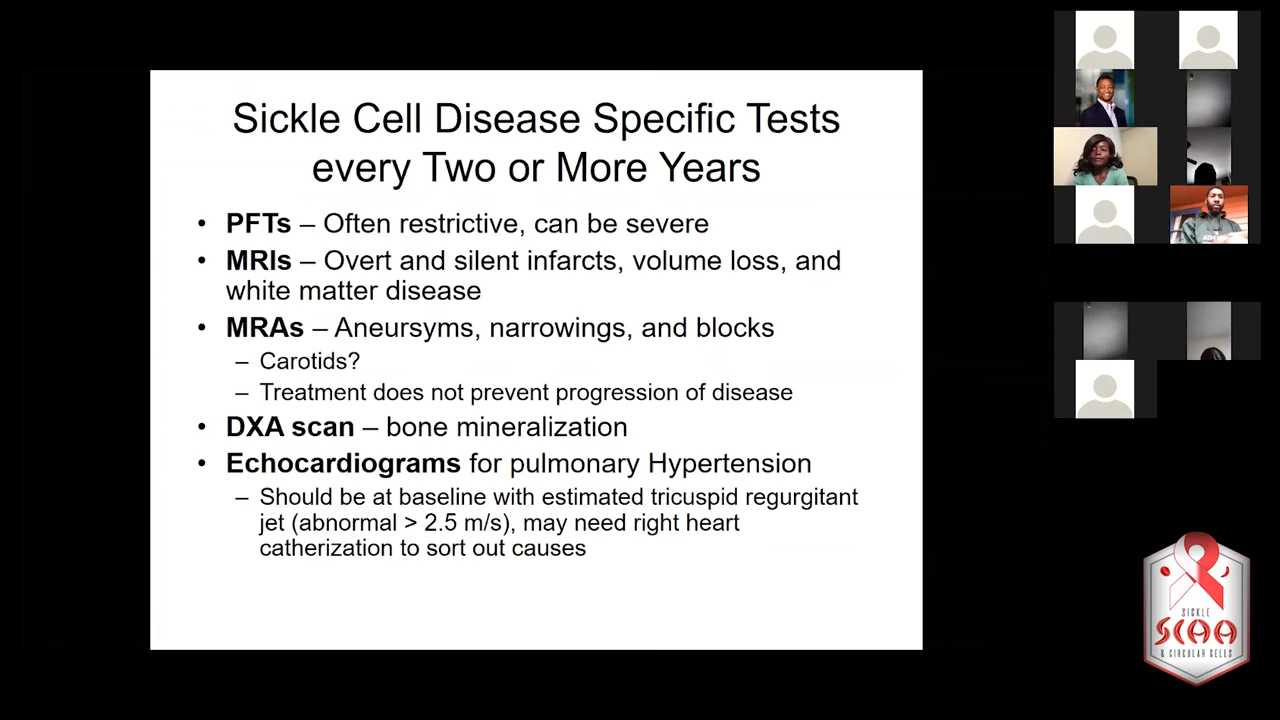 Sickle Cell Disease Specific Tests
every Two or More Years
• PFTs – Often restrictive, can be severe
• MRIs – Overt and silent infarcts, volume loss, and
white matter disease
• MRAs – Aneursyms, narrowings, and blocks
– Carotids?
– Treatment does not prevent progression of disease
• DXA scan – bone mineralization
• Echocardiograms for pulmonary Hypertension
– Should be at baseline with estimated tricuspid regurgitant
jet (abnormal > 2.5 m/s), may need right heart
catherization to sort out causes
SICKLE
SCAA
& CIRCULAR CELLS